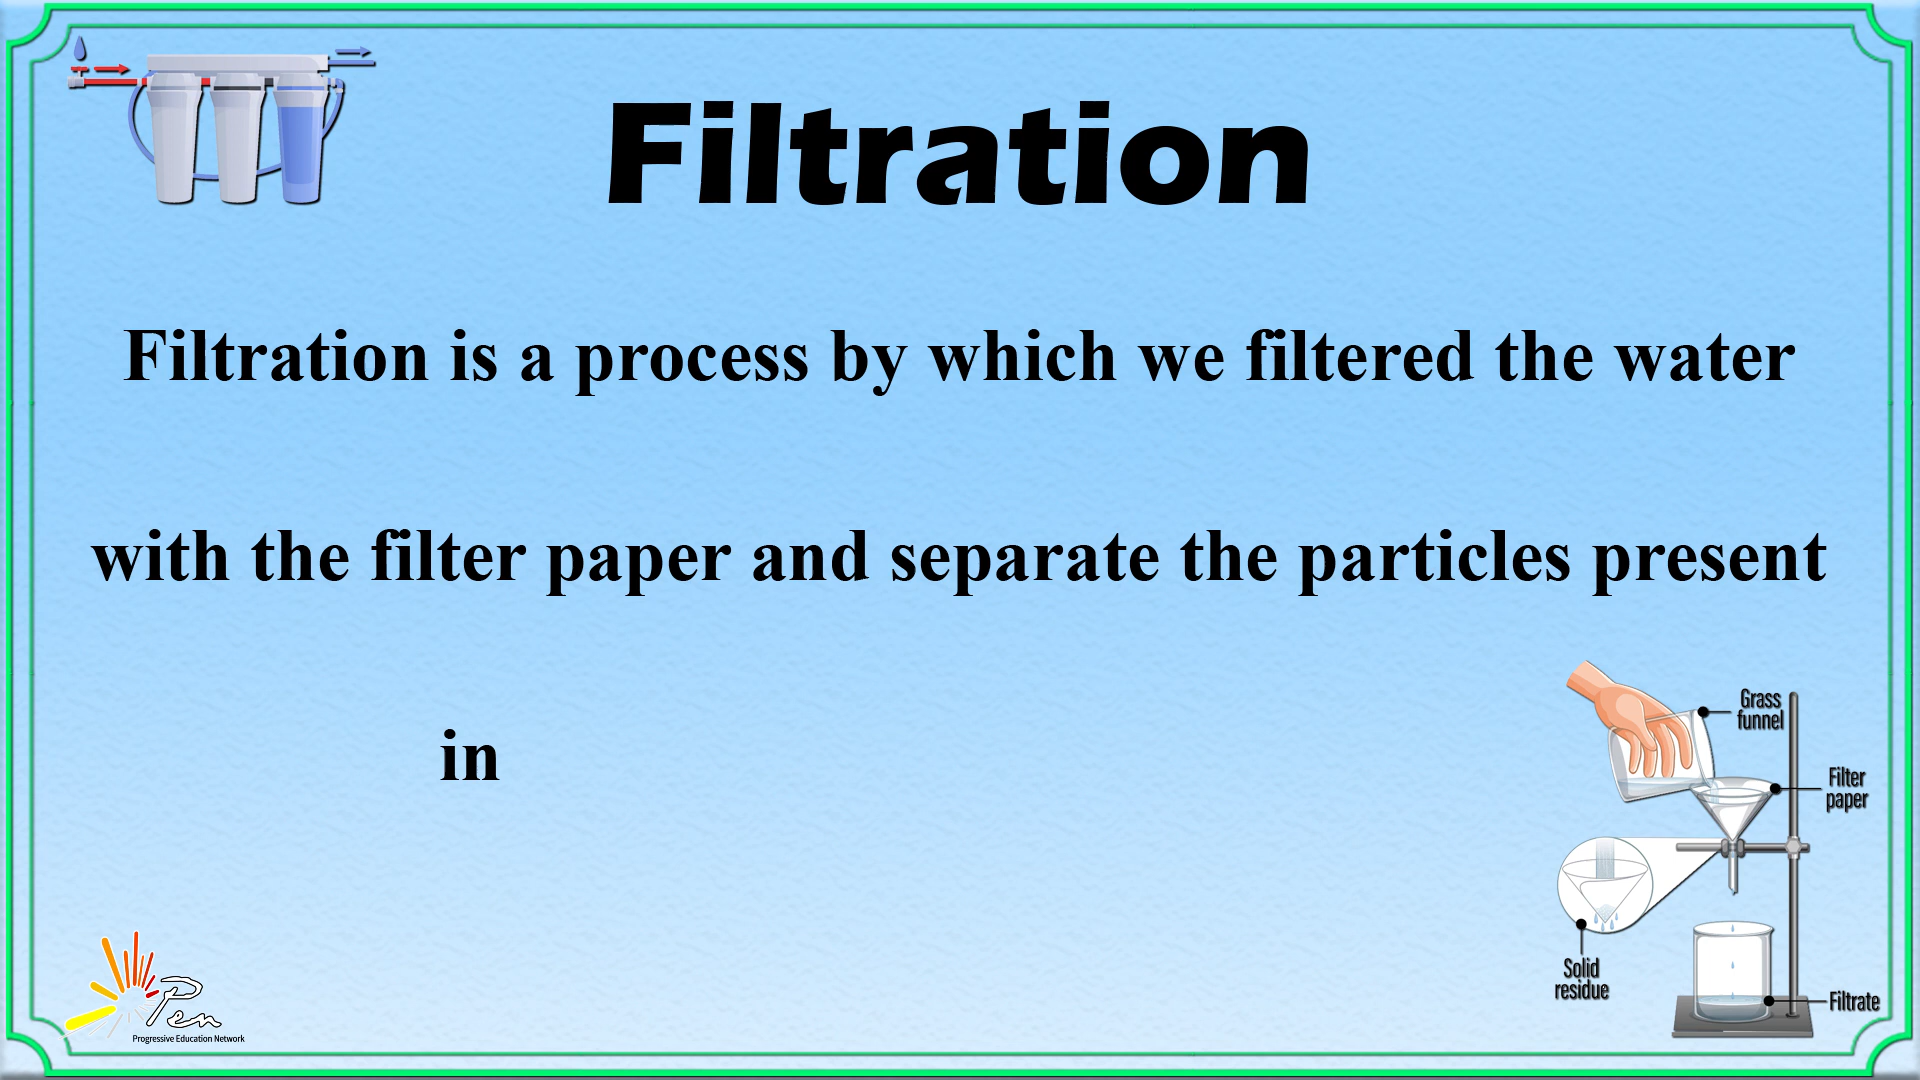 Filtration
Filtration is a process by which we filtered the water
with the filter paper and separate the particles present
in
Grass
funnel
Filter
paper
Solid
residue
Filtrate
Pen
Progressive Education Network